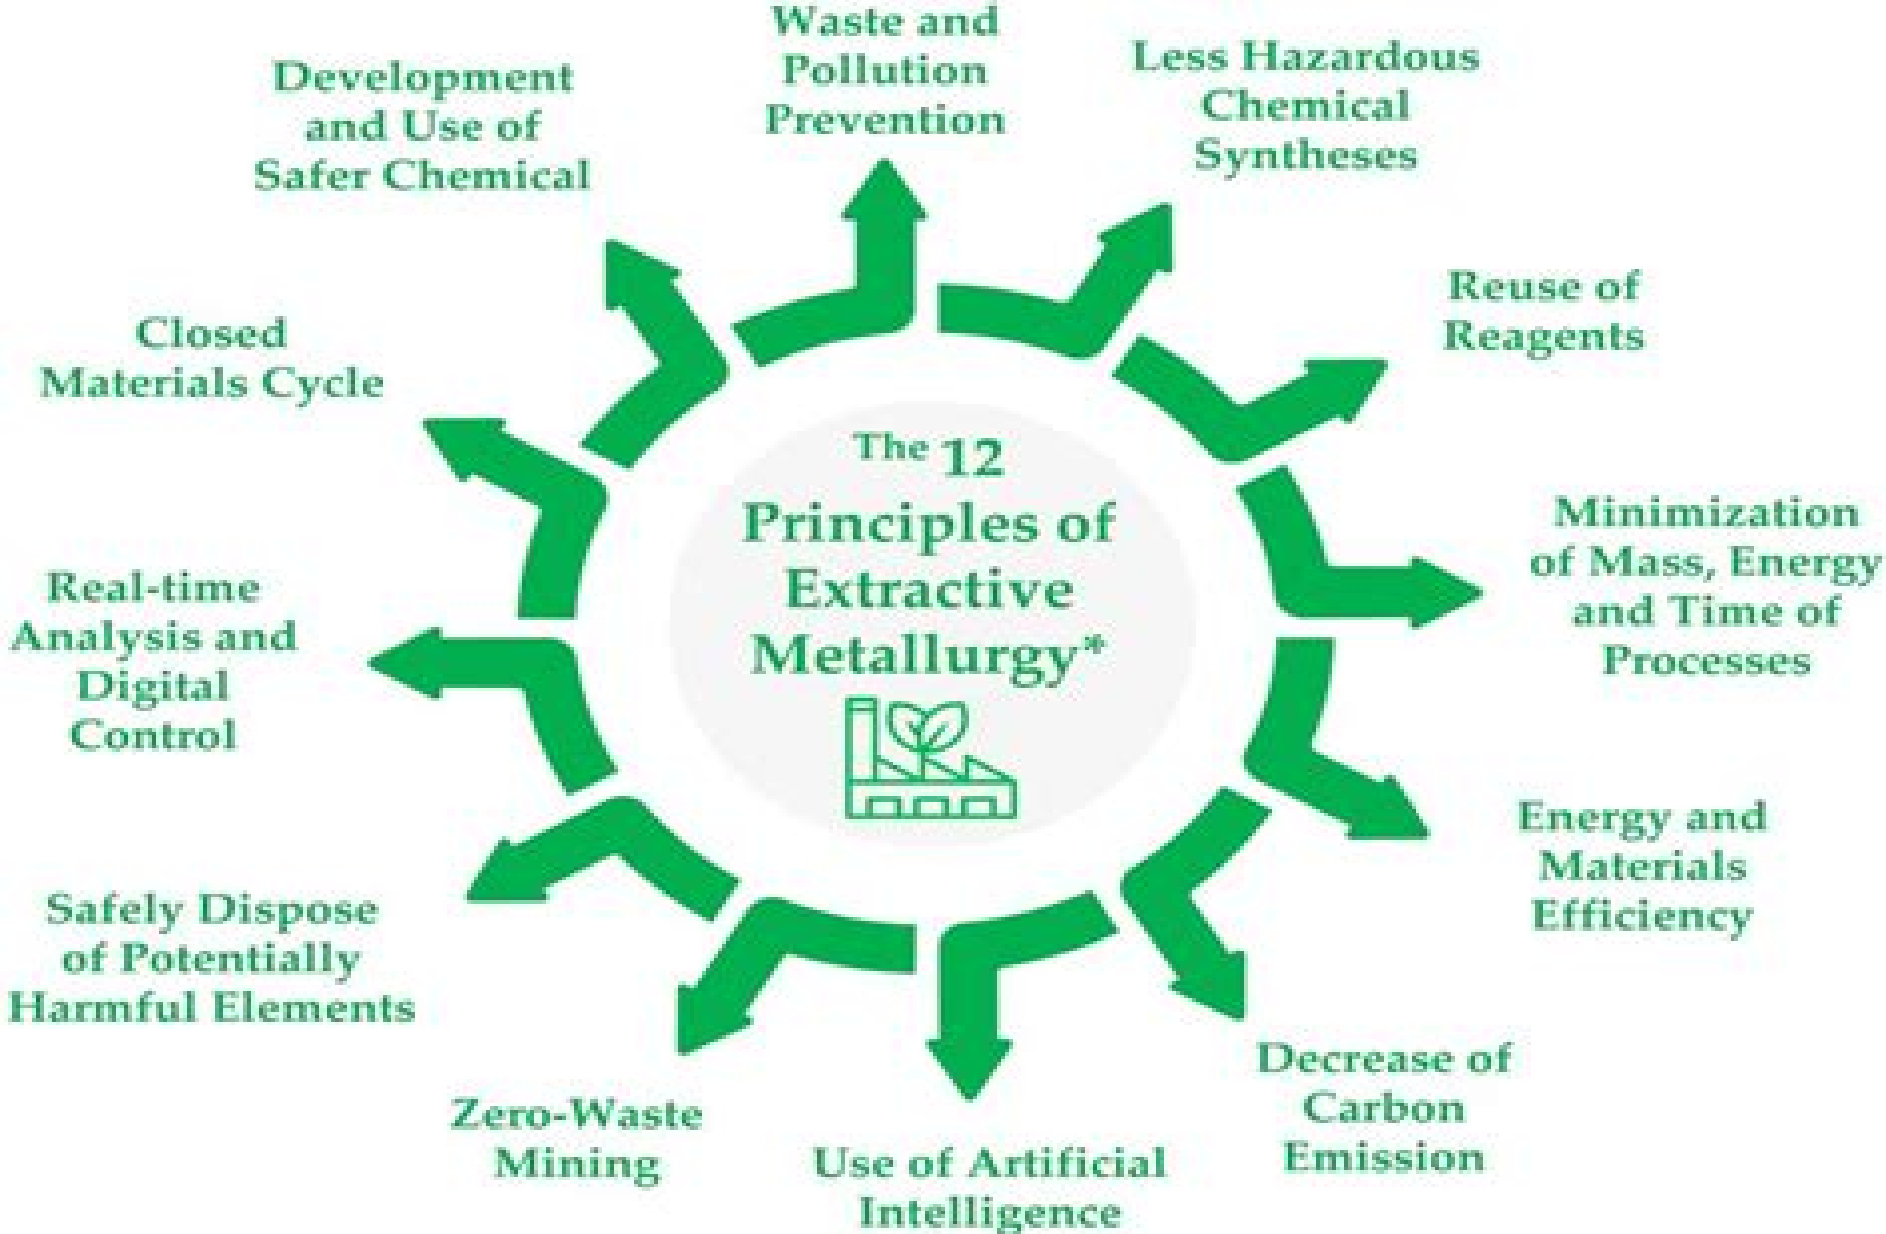 The 12
Principles of
Extractive
Metallurgy*
Waste and
Pollution
Prevention
Less Hazardous
Chemical
Syntheses
Reuse of
Reagents
Minimization
of Mass, Energy
and Time of
Processes
Energy and
Materials
Efficiency
Decrease of
Carbon
Emission
Use of Artificial
Intelligence
Zero-Waste
Mining
Safely Dispose
of Potentially
Harmful Elements
Real-time
Analysis and
Digital
Control
Closed
Materials Cycle
Development
and Use of
Safer Chemical